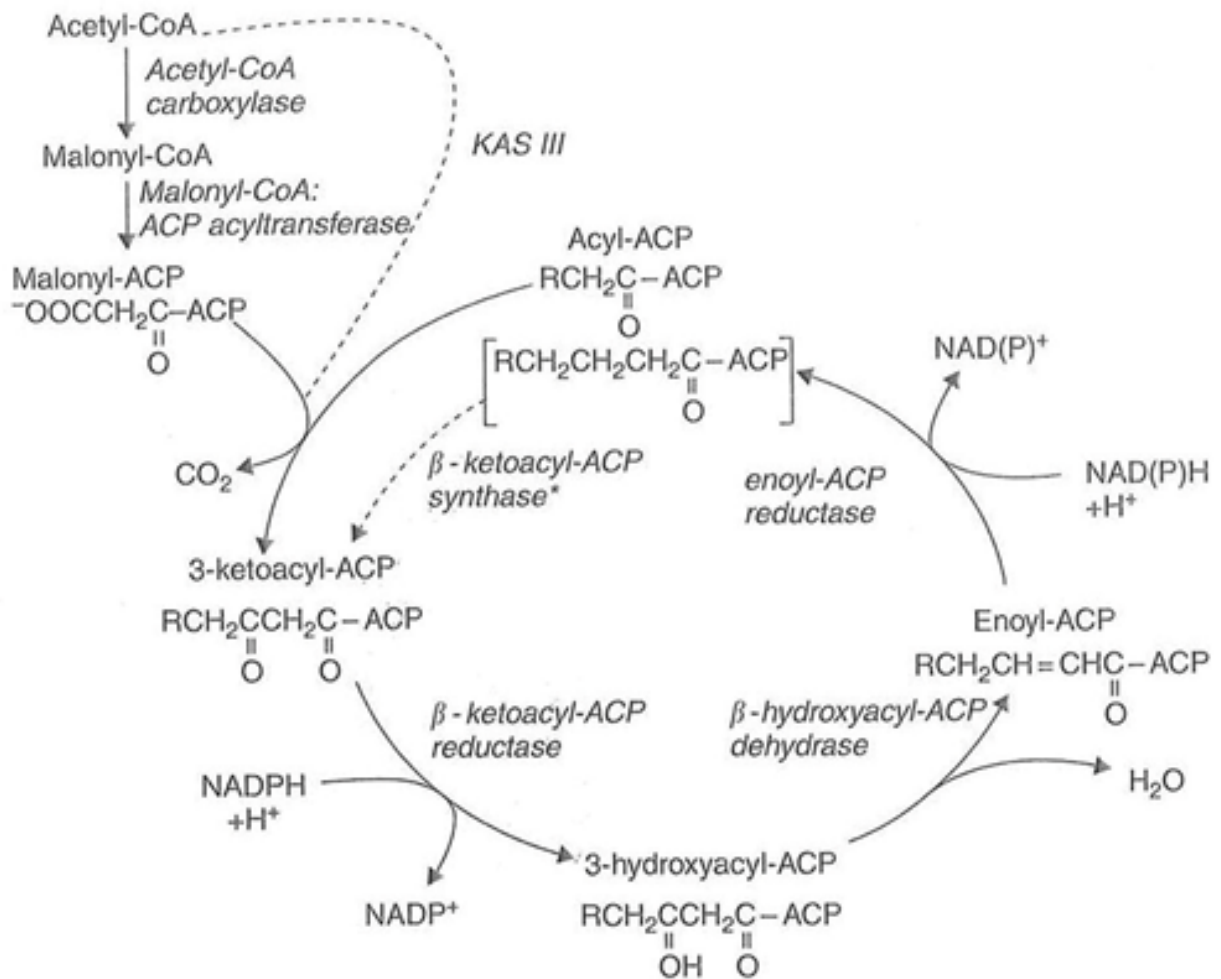 Acetyl-CoA
Acetyl-CoA
carboxylase
KAS III
Malonyl-CoA
Malonyl-CoA:
ACP acyltransferase
Malonyl-ACP
⁻OOCCH₂C–ACP
=
O
Acyl-ACP
RCH₂C–ACP
=
O
[RCH₂CH₂CH₂C–ACP]
=
O
NAD(P)⁺
CO₂
β-ketoacyl-ACP
synthase*
enoyl-ACP
reductase
NAD(P)H
+H⁺
3-ketoacyl-ACP
RCH₂CCH₂C–ACP
= =
O O
Enoyl-ACP
RCH₂CH=CHC–ACP
=
O
β-ketoacyl-ACP
reductase
β-hydroxyacyl-ACP
dehydrase
NADPH
+H⁺
H₂O
NADP⁺
3-hydroxyacyl-ACP
RCH₂CCH₂C–ACP
= =
OH O